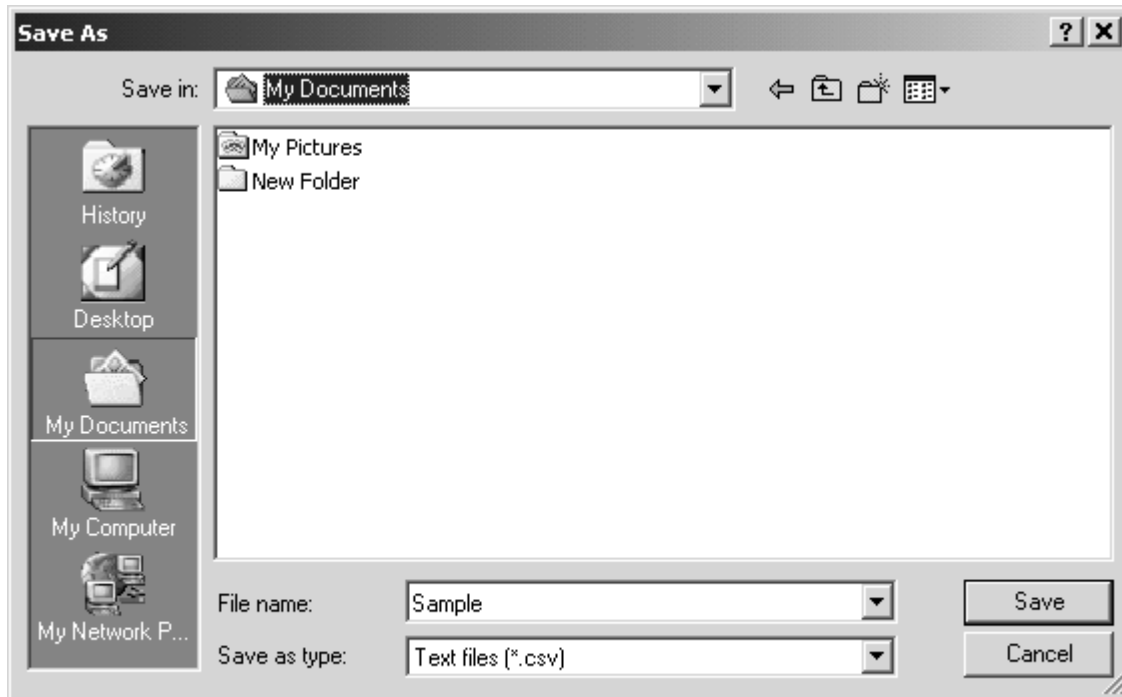 Save As
Save in: My Documents
My Pictures
New Folder
History
Desktop
My Documents
My Computer
My Network P...
File name: Sample
Save
Save as type: Text files (*.csv)
Cancel